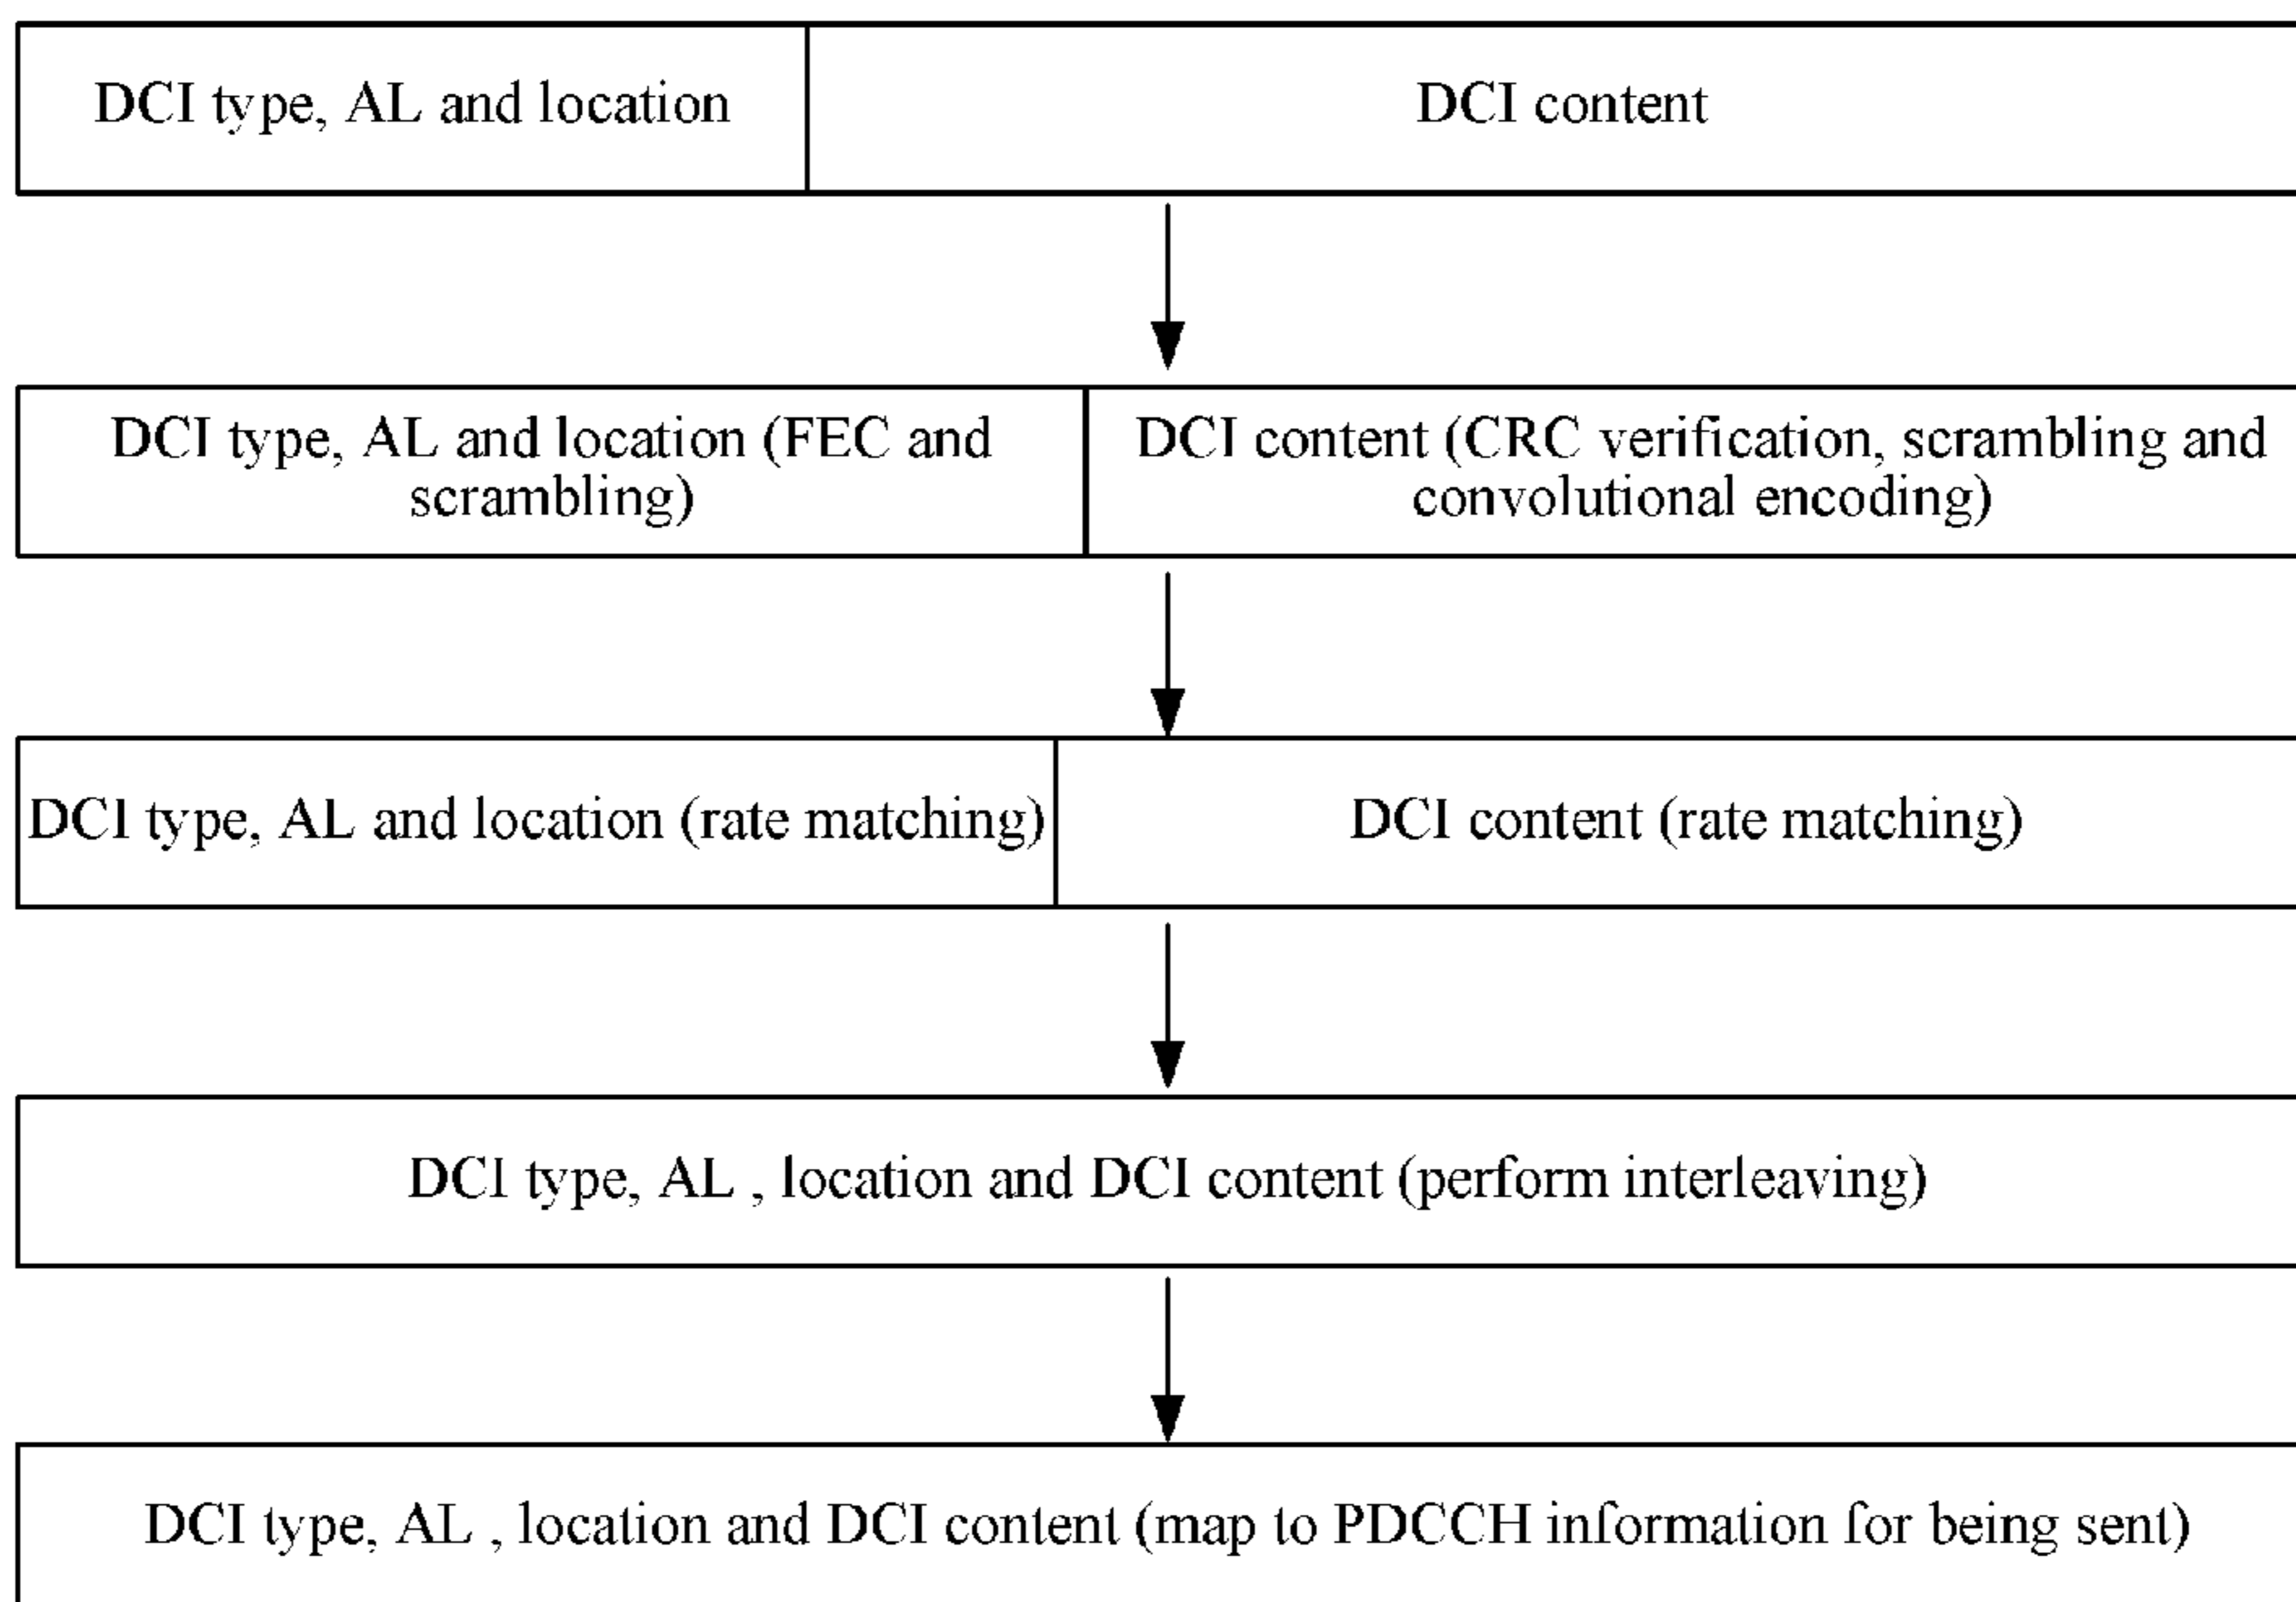 DCI type, AL and location
DCI content
DCI type, AL and location (FEC and
scrambling)
DCI content (CRC verification, scrambling and
convolutional encoding)
DCI type, AL and location (rate matching)
DCI content (rate matching)
DCI type, AL , location and DCI content (perform interleaving)
DCI type, AL , location and DCI content (map to PDCCH information for being sent)